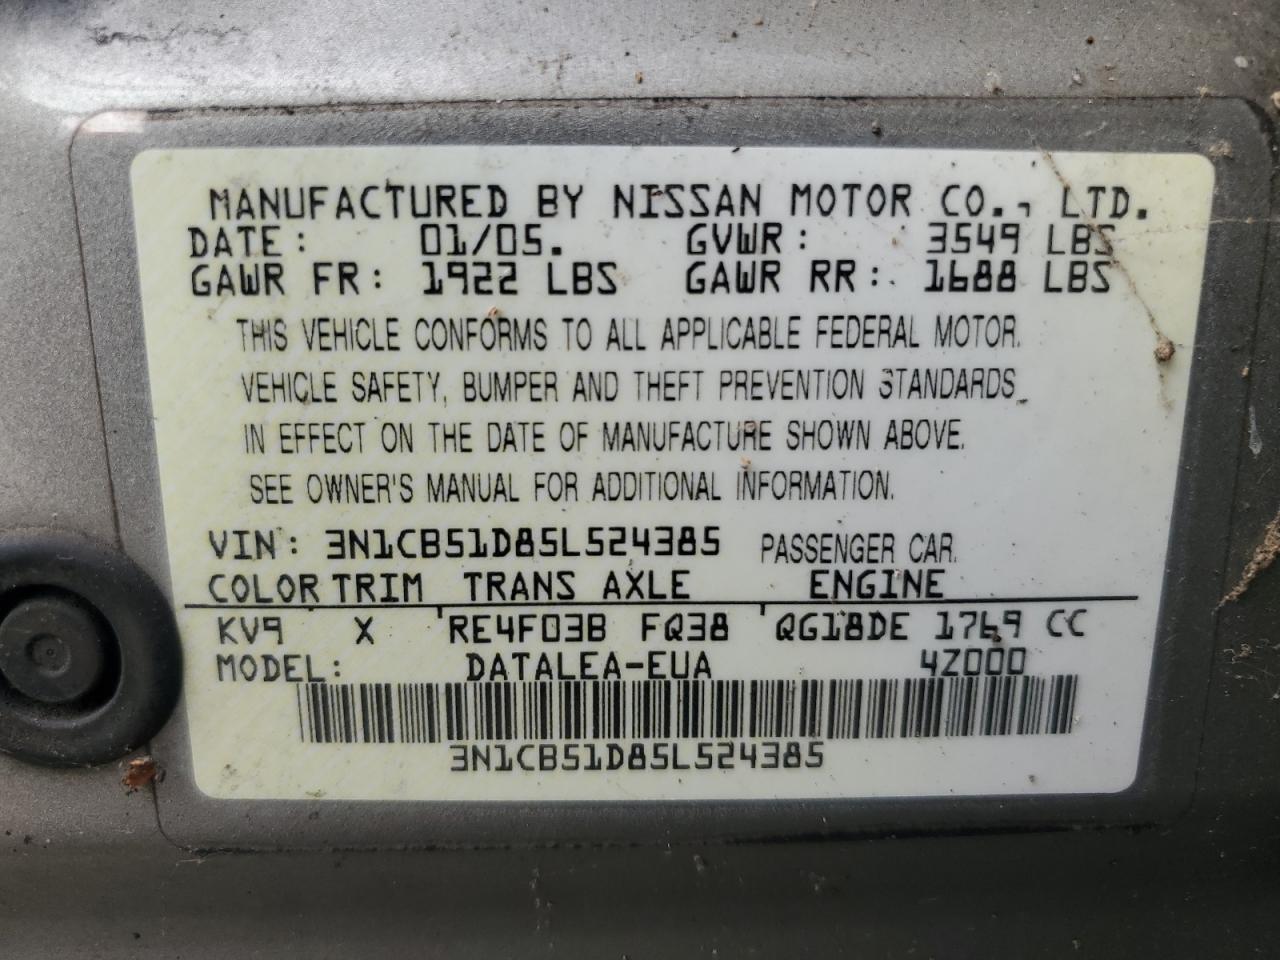 MANUFACTURED BY NISSAN MOTOR CO., LTD.
DATE: 01/05. GVWR: 3549 LBS
GAWR FR: 1922 LBS GAWR RR: 1688 LBS
THIS VEHICLE CONFORMS TO ALL APPLICABLE FEDERAL MOTOR
VEHICLE SAFETY, BUMPER AND THEFT PREVENTION STANDARDS
IN EFFECT ON THE DATE OF MANUFACTURE SHOWN ABOVE.
SEE OWNER'S MANUAL FOR ADDITIONAL INFORMATION.
VIN: 3N1CB51D85L524385 PASSENGER CAR
COLOR TRIM TRANS AXLE ENGINE
KV9 X RE4F03B FQ38 QG18DE 1769 CC
MODEL: DATALEA-EUA 4Z000
3N1CB51D85L524385